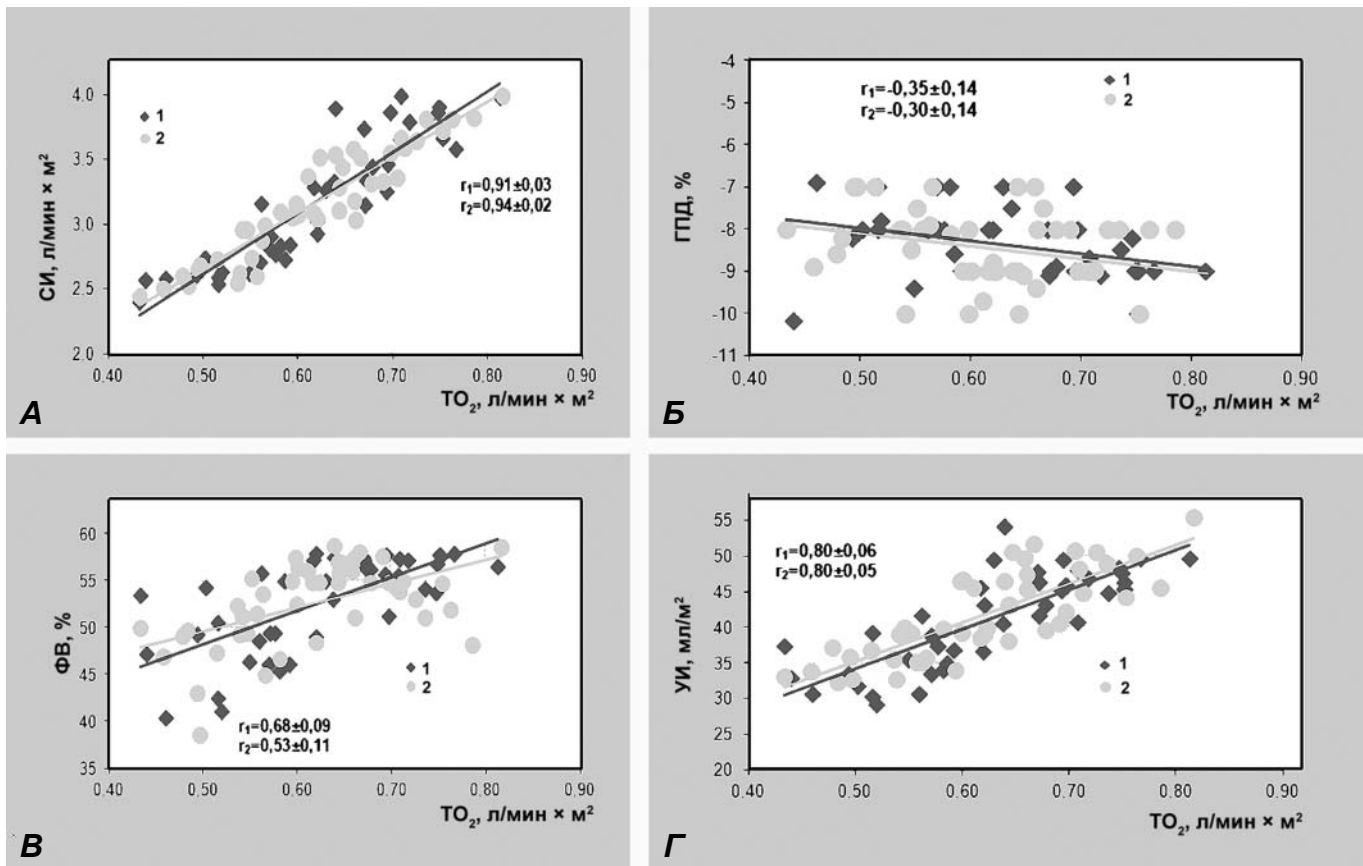 4.0
3.5
3.0
2.5
2.0
СИ, л/мин × м²
1
2
r₁=0,91±0,03
r₂=0,94±0,02
0.40 0.50 0.60 0.70 0.80 0.90
ТО₂, л/мин × м²
А
-4
-5
-6
-7
-8
-9
-10
-11
ГПД, %
r₁=-0,35±0,14
r₂=-0,30±0,14
1
2
0.40 0.50 0.60 0.70 0.80 0.90
ТО₂, л/мин × м²
Б
60
55
50
45
40
35
ФВ, %
1
2
r₁=0,68±0,09
r₂=0,53±0,11
0.40 0.50 0.60 0.70 0.80 0.90
ТО₂, л/мин × м²
В
55
50
45
40
35
30
20
УИ, мл/м²
r₁=0,80±0,06
r₂=0,80±0,05
1
2
0.40 0.50 0.60 0.70 0.80 0.90
ТО₂, л/мин × м²
Г